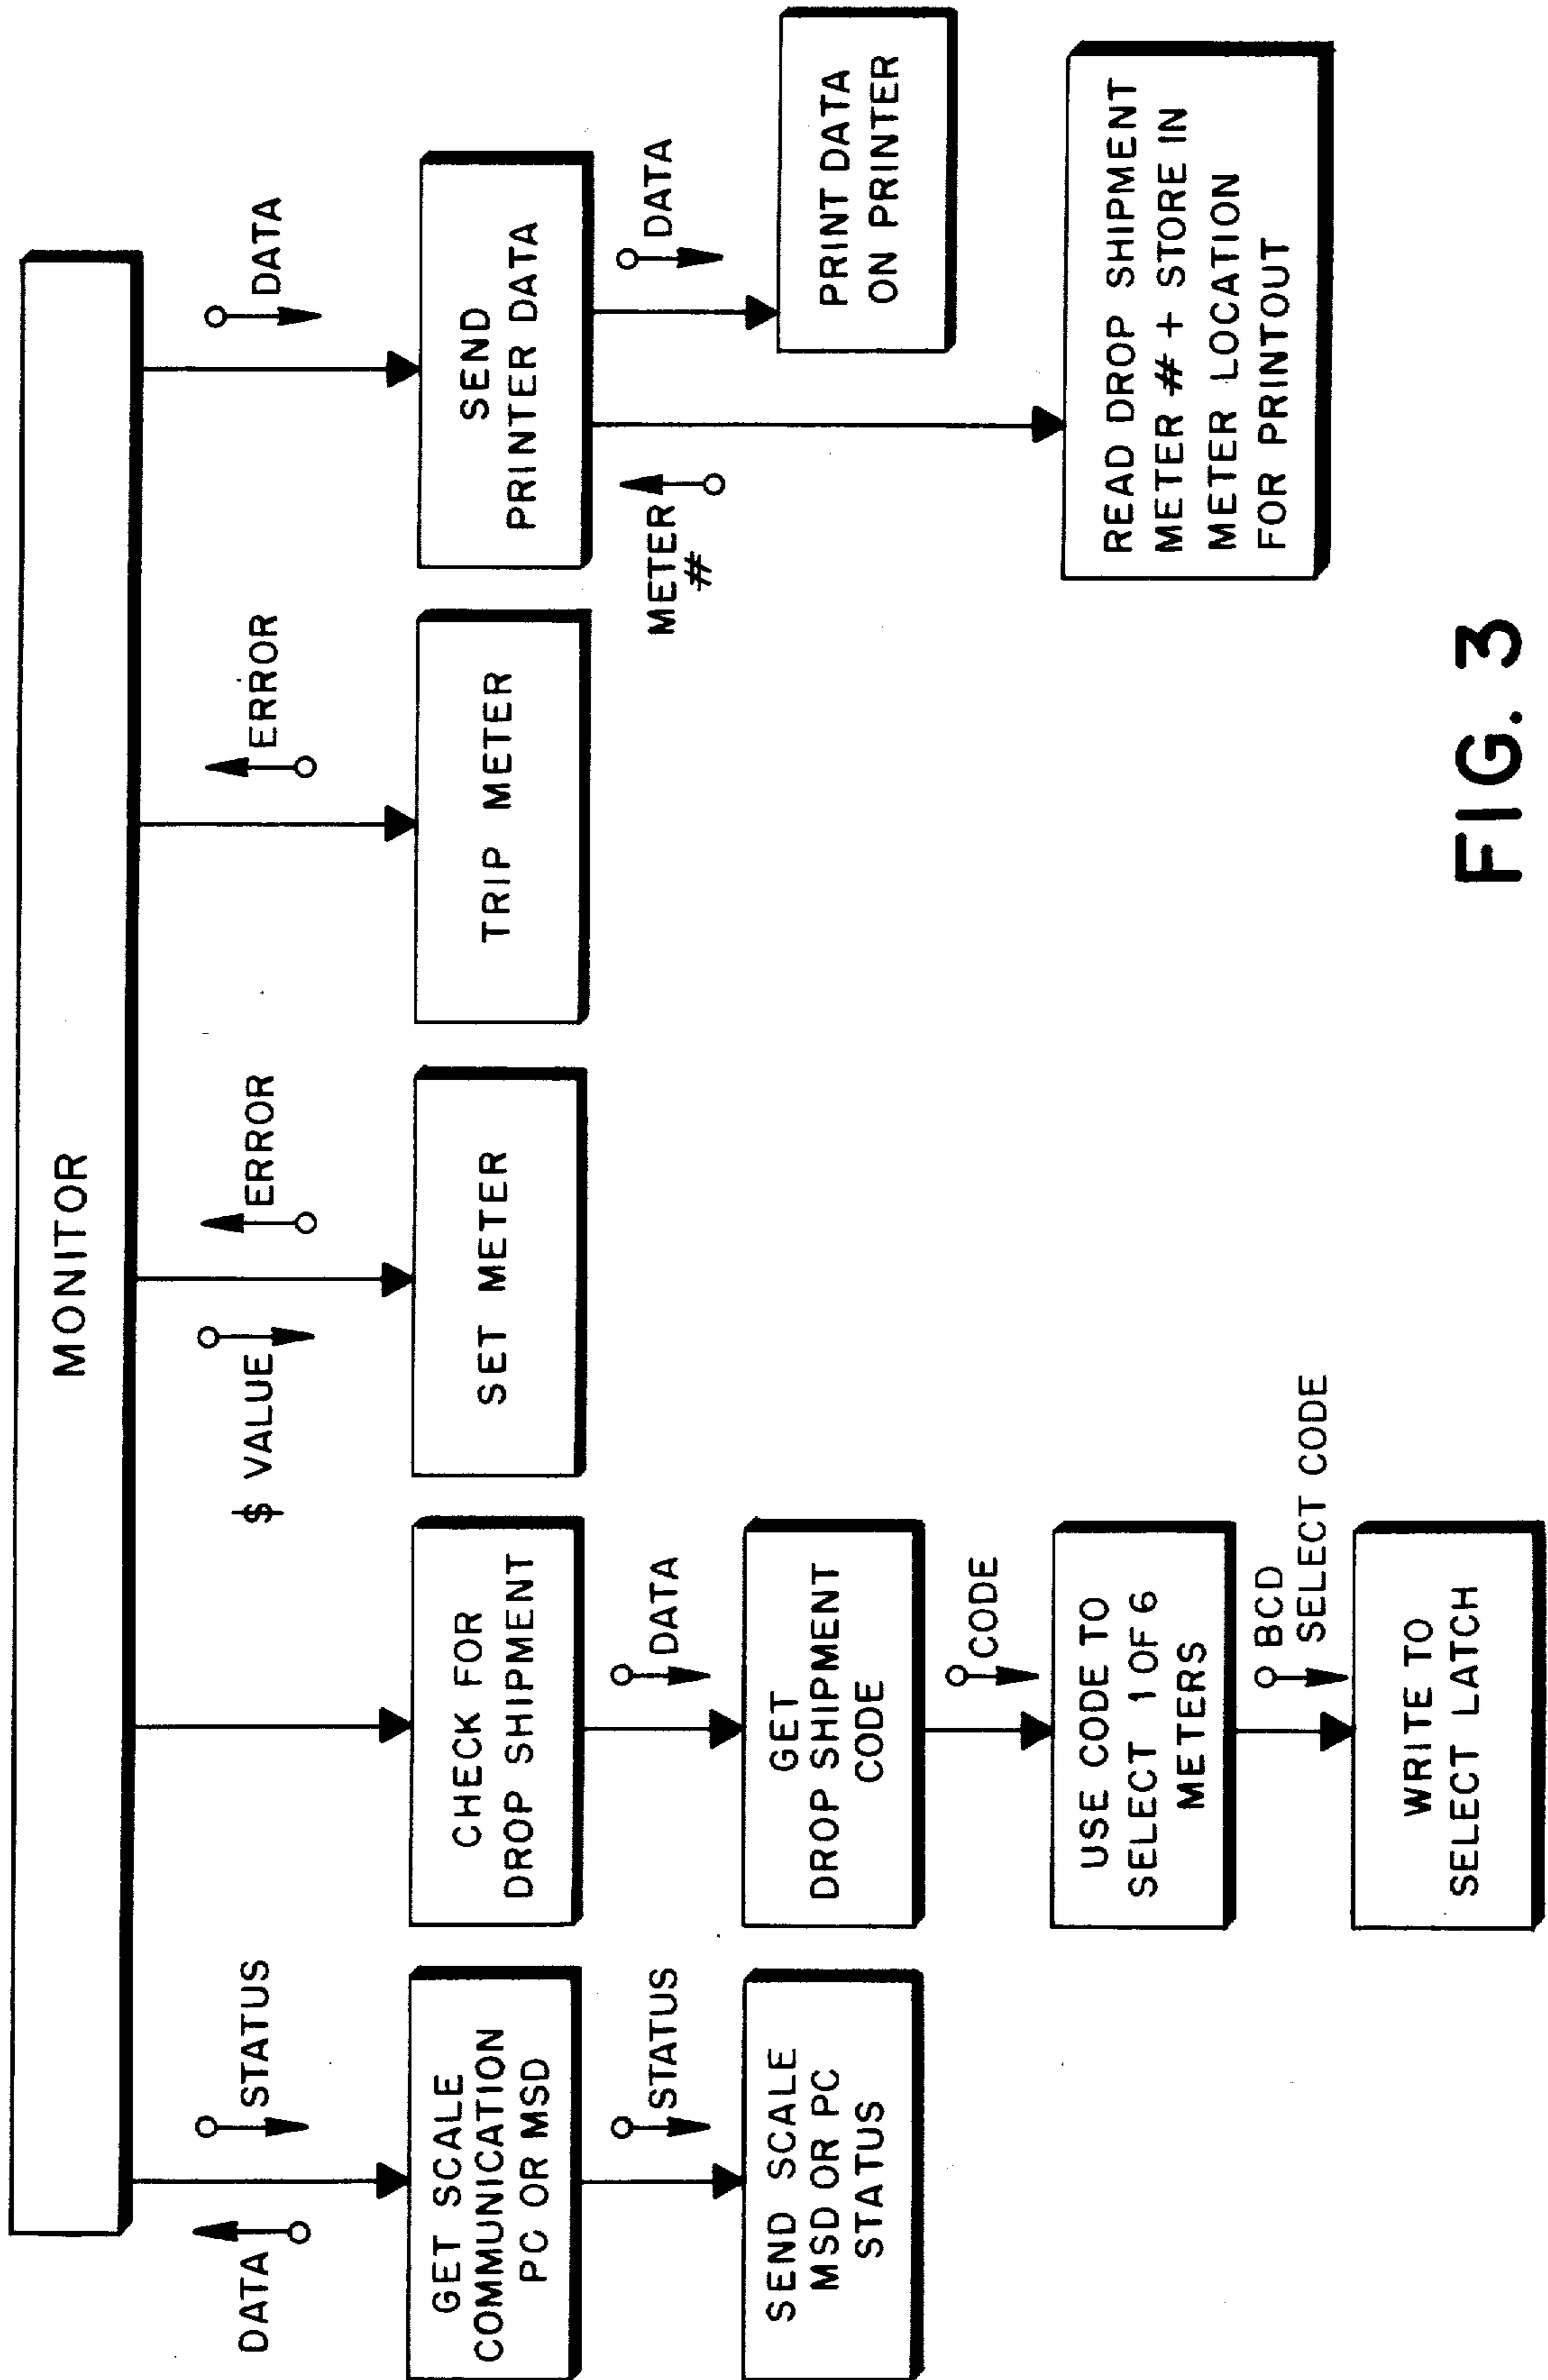 MONITOR
DATA
STATUS
$ VALUE
ERROR
ERROR
DATA
GET SCALE
COMMUNICATION
PC OR MSD
CHECK FOR
DROP SHIPMENT
SET METER
TRIP METER
SEND
PRINTER DATA
STATUS
DATA
METER
#
DATA
SEND SCALE
MSD OR PC
STATUS
GET
DROP SHIPMENT
CODE
PRINT DATA
ON PRINTER
CODE
USE CODE TO
SELECT 1 OF 6
METERS
READ DROP SHIPMENT
METER # + STORE IN
METER LOCATION
FOR PRINTOUT
BCD
SELECT CODE
WRITE TO
SELECT LATCH
FIG. 3